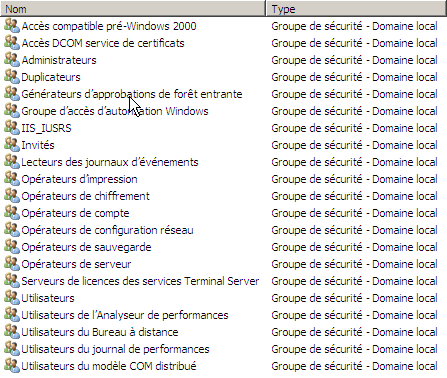 Nom Type
Accès compatible pré-Windows 2000 Groupe de sécurité - Domaine local
Accès DCOM service de certificats Groupe de sécurité - Domaine local
Administrateurs Groupe de sécurité - Domaine local
Duplicateurs Groupe de sécurité - Domaine local
Générateurs d'approbations de forêt entrante Groupe de sécurité - Domaine local
Groupe d'accès d'autorisation Windows Groupe de sécurité - Domaine local
IIS_IUSRS Groupe de sécurité - Domaine local
Invités Groupe de sécurité - Domaine local
Lecteurs des journaux d'événements Groupe de sécurité - Domaine local
Opérateurs d'impression Groupe de sécurité - Domaine local
Opérateurs de chiffrement Groupe de sécurité - Domaine local
Opérateurs de compte Groupe de sécurité - Domaine local
Opérateurs de configuration réseau Groupe de sécurité - Domaine local
Opérateurs de sauvegarde Groupe de sécurité - Domaine local
Opérateurs de serveur Groupe de sécurité - Domaine local
Serveurs de licences des services Terminal Server Groupe de sécurité - Domaine local
Utilisateurs Groupe de sécurité - Domaine local
Utilisateurs de l'Analyseur de performances Groupe de sécurité - Domaine local
Utilisateurs du Bureau à distance Groupe de sécurité - Domaine local
Utilisateurs du journal de performances Groupe de sécurité - Domaine local
Utilisateurs du modèle COM distribué Groupe de sécurité - Domaine local